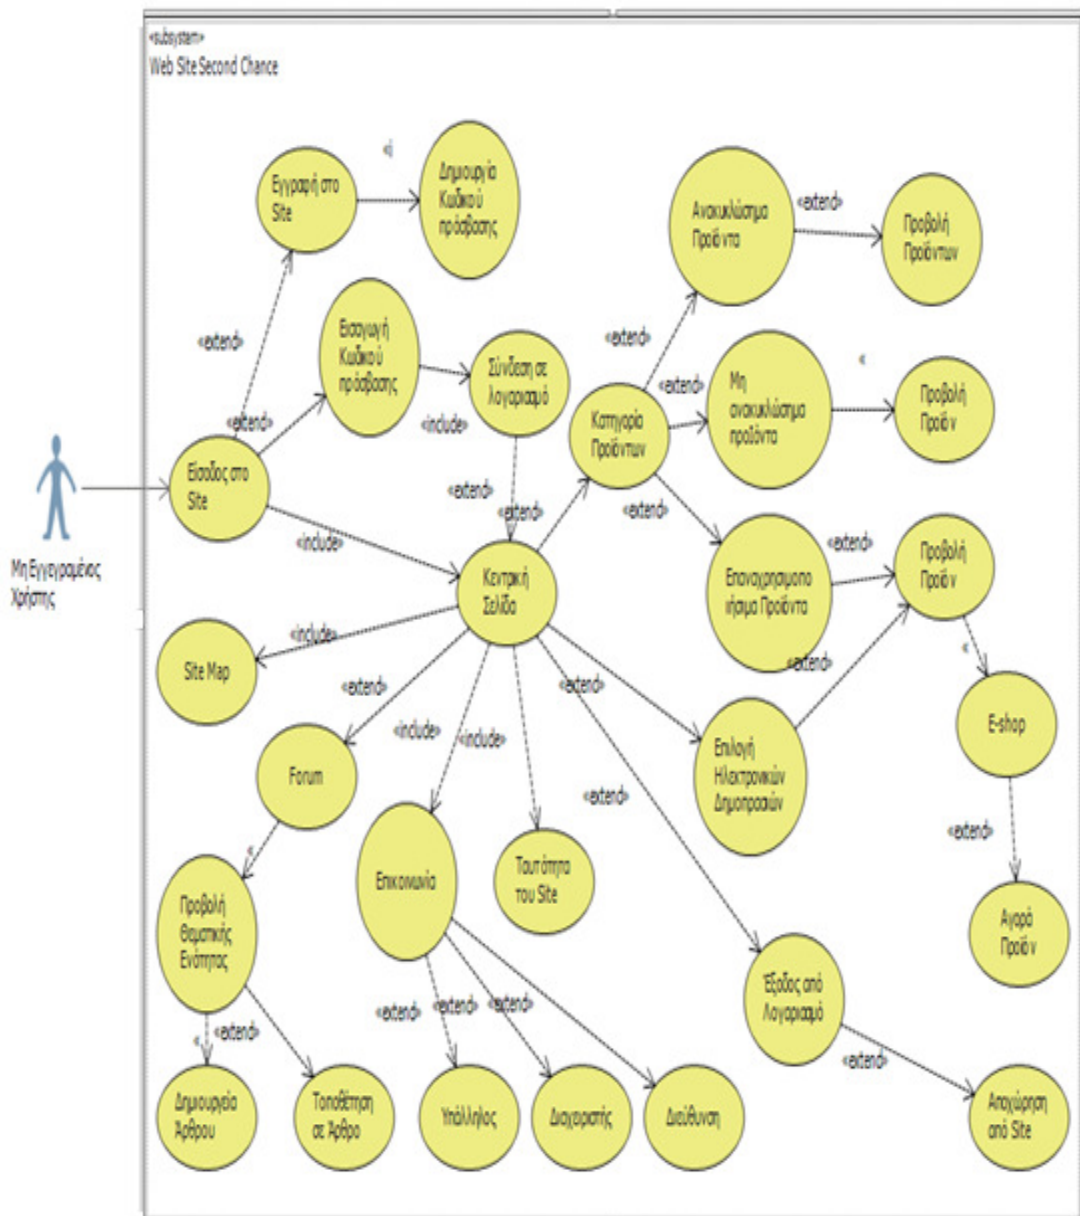 «subsystem»
Web Site Second Chance
Εγγραφή στο
Site
Δημιουργία
Κωδικού
πρόσβασης
Ανακυκλώσημα
Προϊόντα
«extend»
Προβολή
Προϊόντων
«extend»
Εισαγωγή
Κωδικού
πρόσβασης
Σύνδεση σε
λογαριασμό
«extend»
«include»
«extend»
Κατηγορία
Προϊόντων
«extend»
Μη
ανακυκλώσημα
προϊόντα
«
Προβολή
Προϊόν
Είσοδος στο
Site
«extend»
«extend»
«extend»
«include»
Μη Εγγεγραμένος
Χρήστης
Κεντρική
Σελίδα
Επαναχρησιμοπο
ιήσιμα Προϊόντα
«extend»
Προβολή
Προϊόν
«include»
Site Map
«extend»
«extend»
«extend»
«
«include»
«include»
E-shop
Forum
Επιλογή
Ηλεκτρονικών
Δημοπρασιών
«extend»
«extend»
«
Προβολή
Θεματικής
Ενότητας
Επικοινωνία
Ταυτότητα
του Site
Αγορά
Προϊόν
Έξοδος από
Λογαριασμό
«extend»
«extend»
«extend»
«
«extend»
«extend»
Δημιουργεία
Άρθρου
Τοποθέτηση
σε Άρθρο
Υπάλληλος
Διαχειριστής
Διεύθυνση
Αποχώρηση
από Site